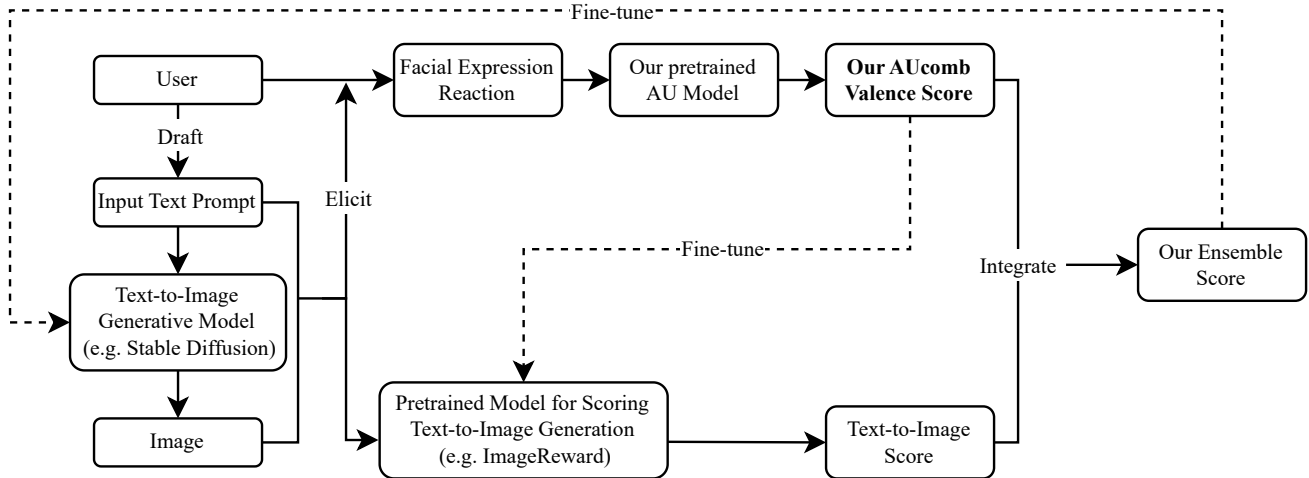 Fine-tune
User
Facial Expression
Reaction
Our pretrained
AU Model
Our AUcomb
Valence Score
Draft
Input Text Prompt
Elicit
Fine-tune
Text-to-Image
Generative Model
(e.g. Stable Diffusion)
Integrate
Our Ensemble
Score
Image
Pretrained Model for Scoring
Text-to-Image Generation
(e.g. ImageReward)
Text-to-Image
Score